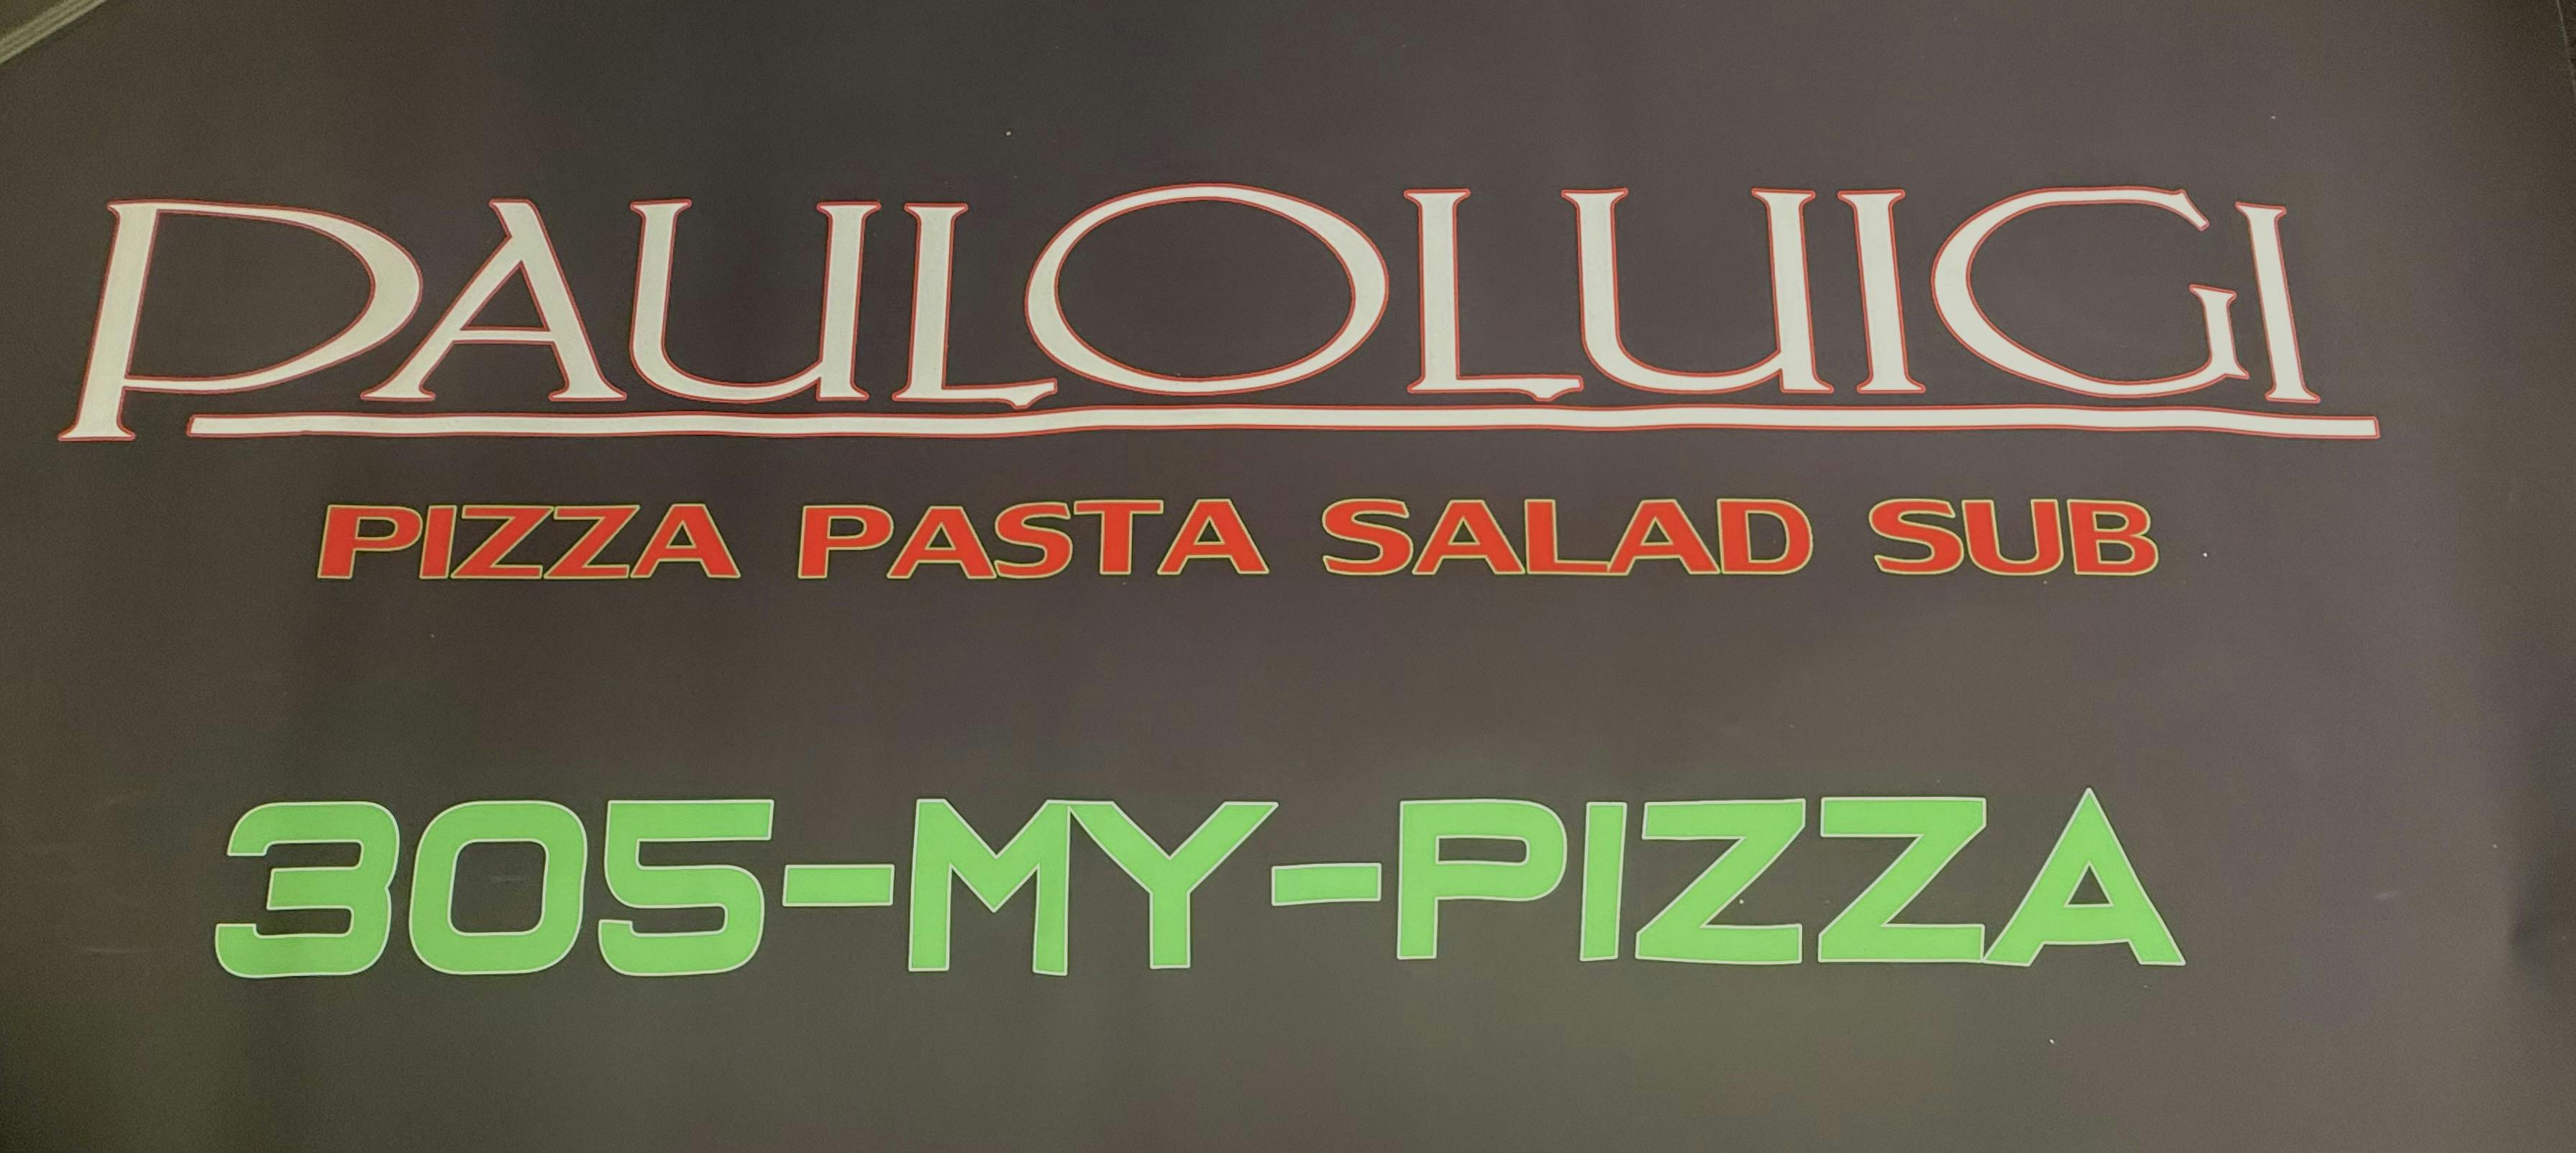 PAULOLUIGI
PIZZA PASTA SALAD SUB
305-MY-PIZZA